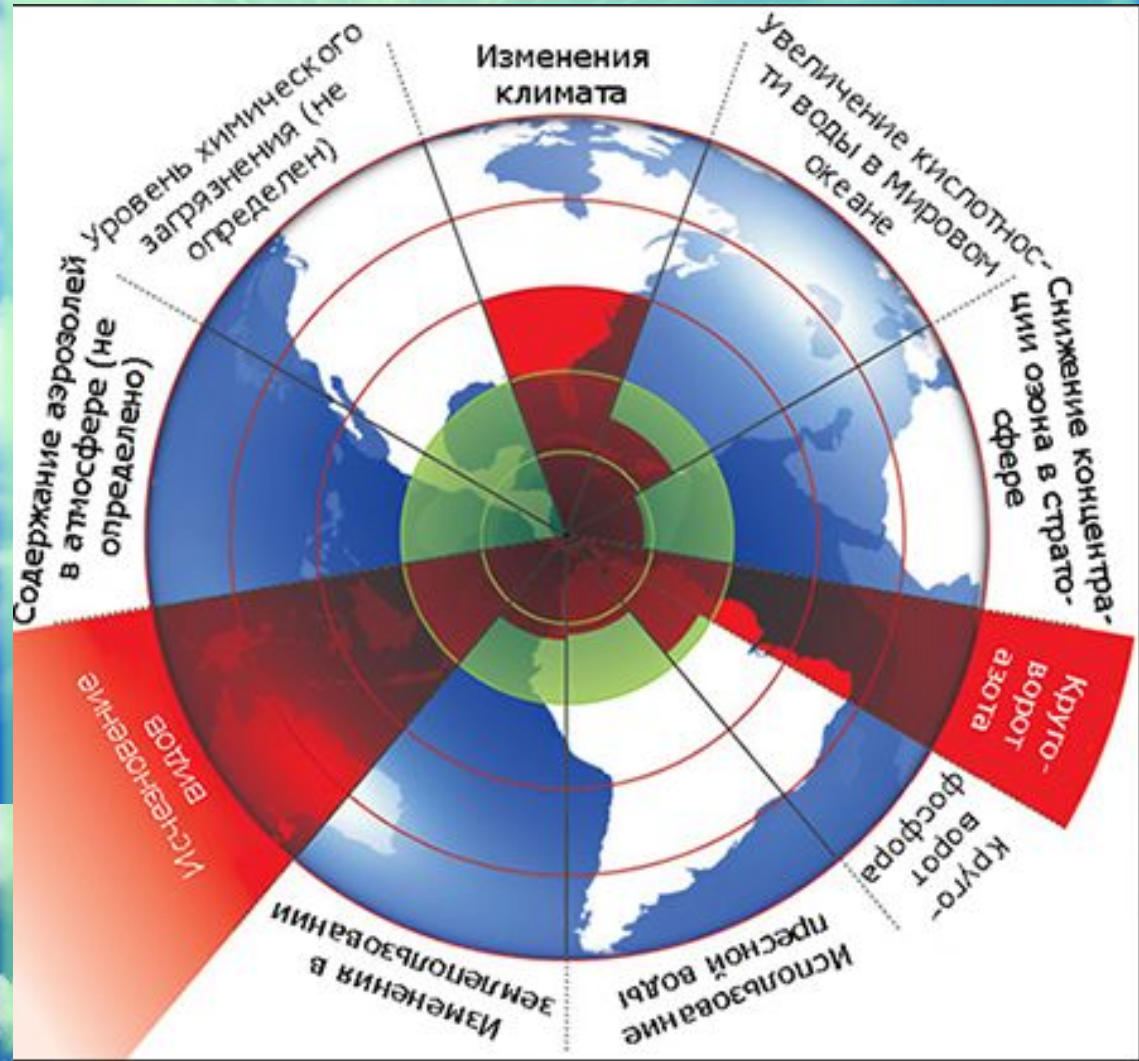 Изменения
климата
Увеличение кислотнос-
ти воды в мировом
океане
Снижение концентра-
ции озона в страто-
сфере
Круго-
ворот
азота
Круго-
ворот
фосфора
Использование
пресной воды
Изменения в
землепользовании
Исчезновение
видов
Содержание аэрозолей
в атмосфере (не
определено)
Уровень химического
загрязнения (не
определен)